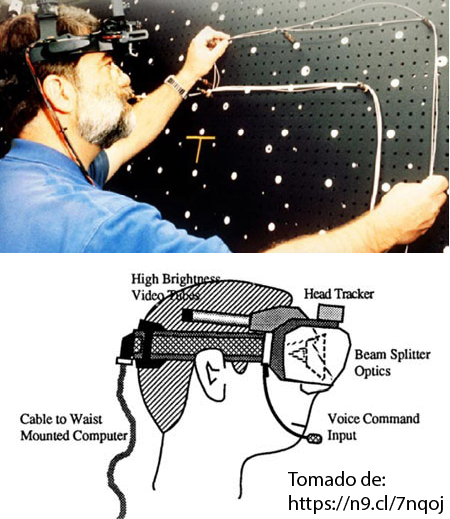 High Brightness
Video Tubes
Head Tracker
Beam Splitter
Optics
Cable to Waist
Mounted Computer
Voice Command
Input
Tomado de:
https://n9.cl/7nqoj